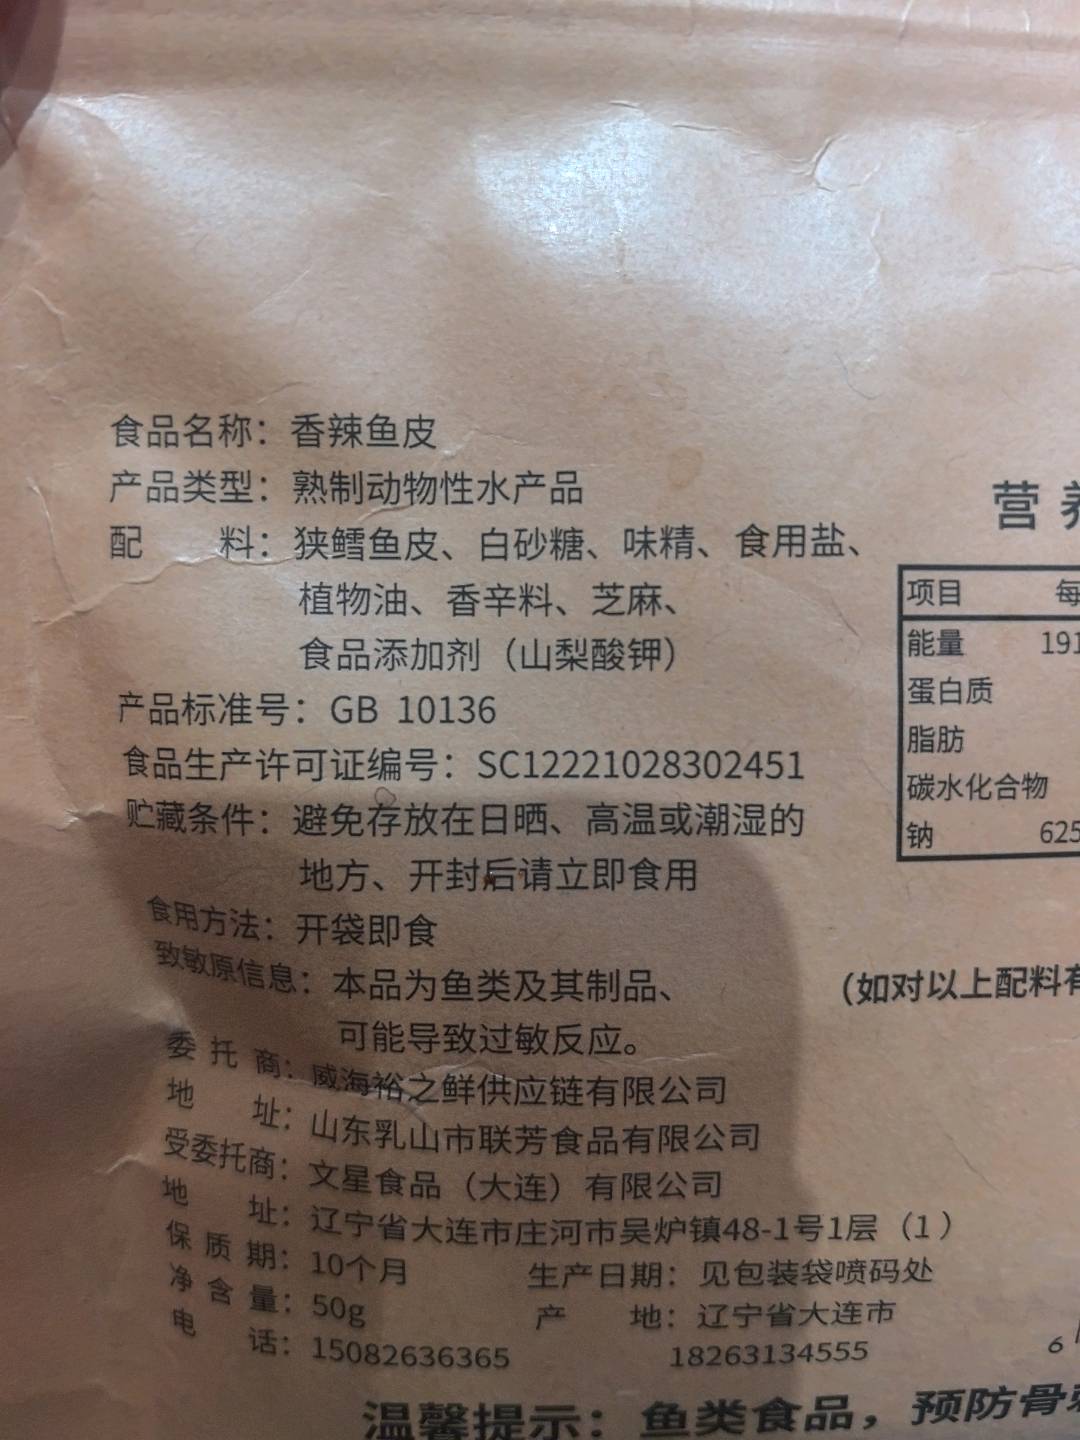 食品名称：香辣鱼皮
产品类型：熟制动物性水产品
配料：狭鳕鱼皮、白砂糖、味精、食用盐、
植物油、香辛料、芝麻、
食品添加剂（山梨酸钾）
产品标准号：GB 10136
食品生产许可证编号：SC12221028302451
贮藏条件：避免存放在日晒、高温或潮湿的
地方、开封后请立即食用
食用方法：开袋即食
致敏原信息：本品为鱼类及其制品、
可能导致过敏反应。
委托商：威海裕之鲜供应链有限公司
地址：山东乳山市联芳食品有限公司
受委托商：文星食品（大连）有限公司
地址：辽宁省大连市庄河市吴炉镇48-1号1层（1）
保质期：10个月 生产日期：见包装袋喷码处
净含量：50g 产地：辽宁省大连市
电话：15082636365 18263134555
温馨提示：鱼类食品，预防骨刺
营养
项目 每
能量 191
蛋白质
脂肪
碳水化合物
钠 625
（如对以上配料有
6